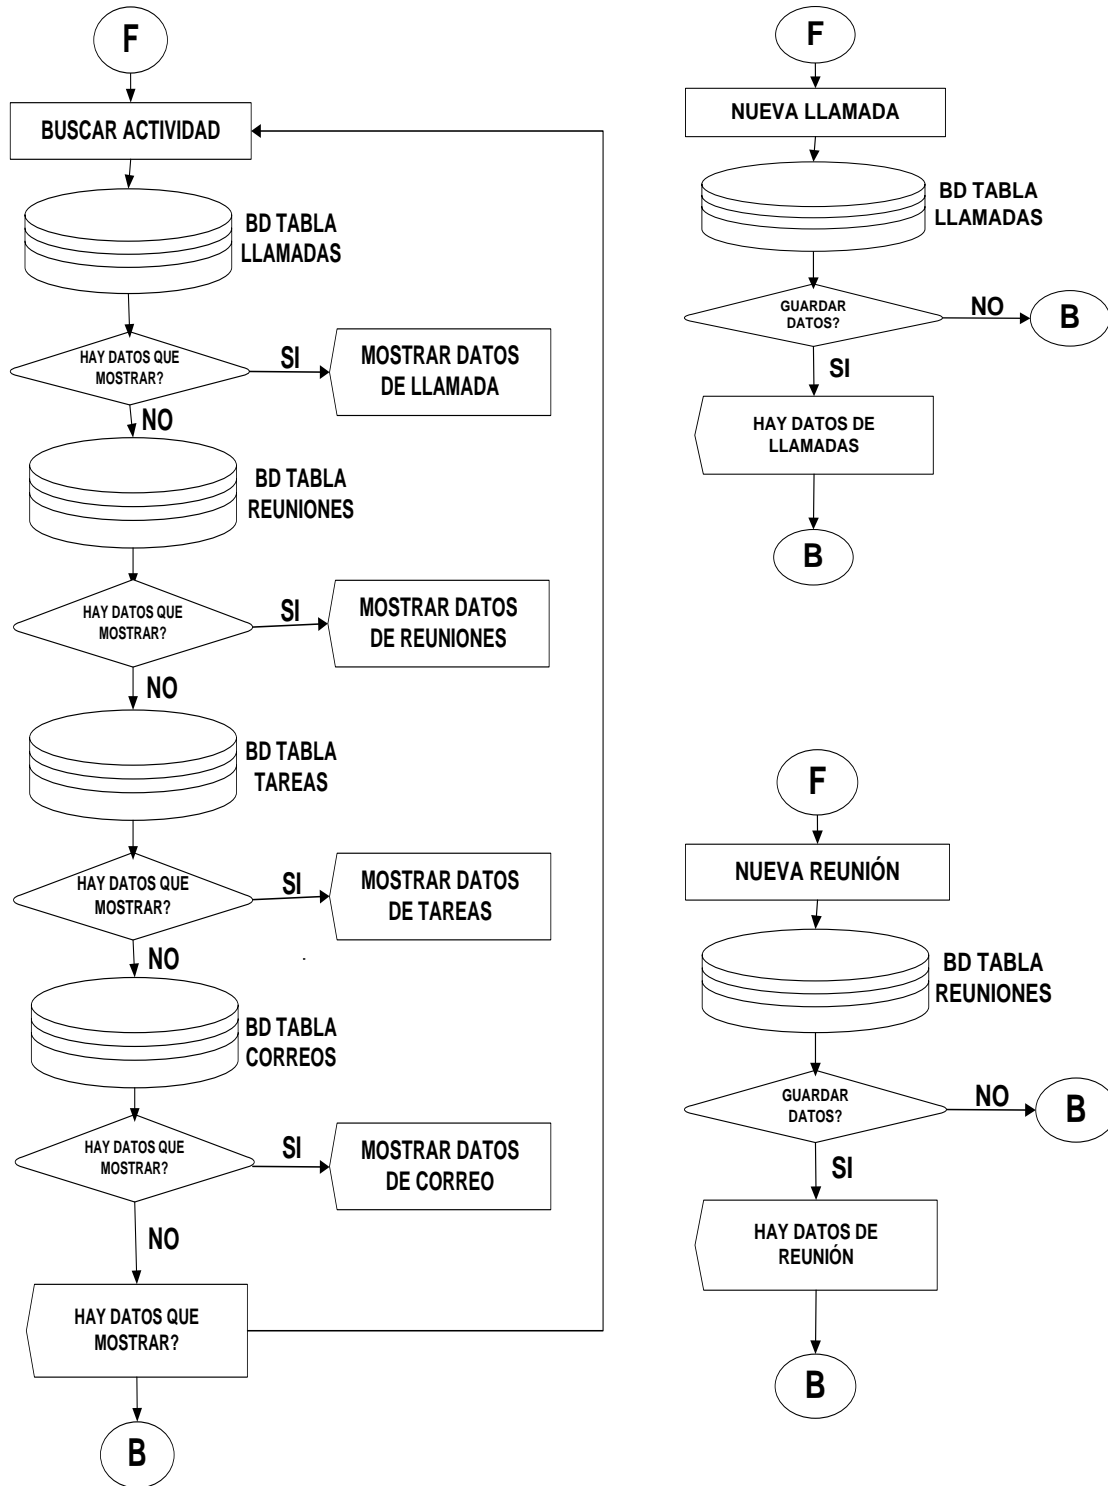 F
BUSCAR ACTIVIDAD
BD TABLA
LLAMADAS
HAY DATOS QUE
MOSTRAR?
SI
MOSTRAR DATOS
DE LLAMADA
NO
BD TABLA
REUNIONES
HAY DATOS QUE
MOSTRAR?
SI
MOSTRAR DATOS
DE REUNIONES
NO
BD TABLA
TAREAS
HAY DATOS QUE
MOSTRAR?
SI
MOSTRAR DATOS
DE TAREAS
NO
BD TABLA
CORREOS
HAY DATOS QUE
MOSTRAR?
SI
MOSTRAR DATOS
DE CORREO
NO
HAY DATOS QUE
MOSTRAR?
B
F
NUEVA LLAMADA
BD TABLA
LLAMADAS
GUARDAR
DATOS?
NO
B
SI
HAY DATOS DE
LLAMADAS
B
F
NUEVA REUNIÓN
BD TABLA
REUNIONES
GUARDAR
DATOS?
NO
B
SI
HAY DATOS DE
REUNIÓN
B